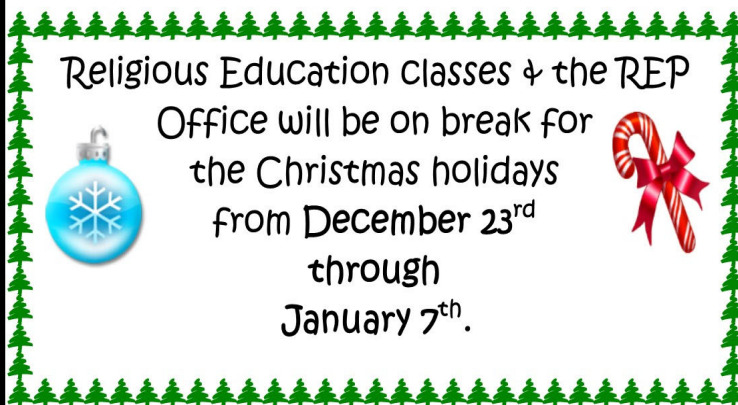 Religious Education classes & the REP
Office will be on break for
the Christmas holidays
from December 23rd
through
January 7th.